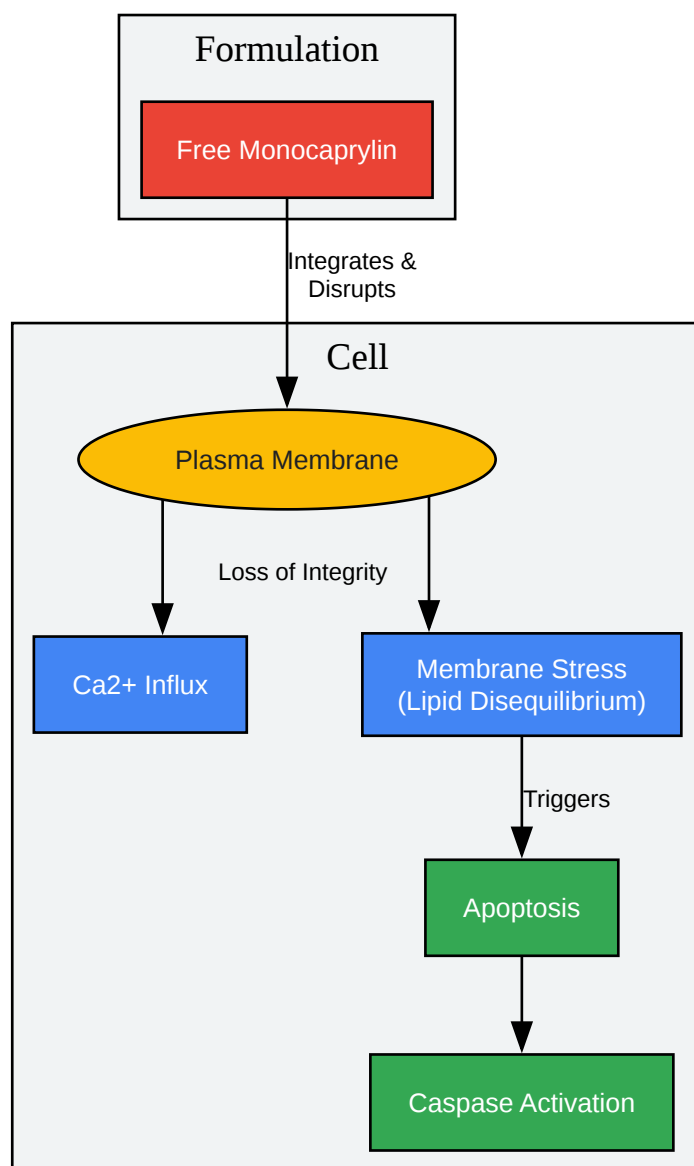 Formulation
Free Monocaprylin
Integrates &
Disrupts
Cell
Plasma Membrane
Loss of Integrity
Ca2+ Influx
Membrane Stress
(Lipid Disequilibrium)
Triggers
Apoptosis
Caspase Activation